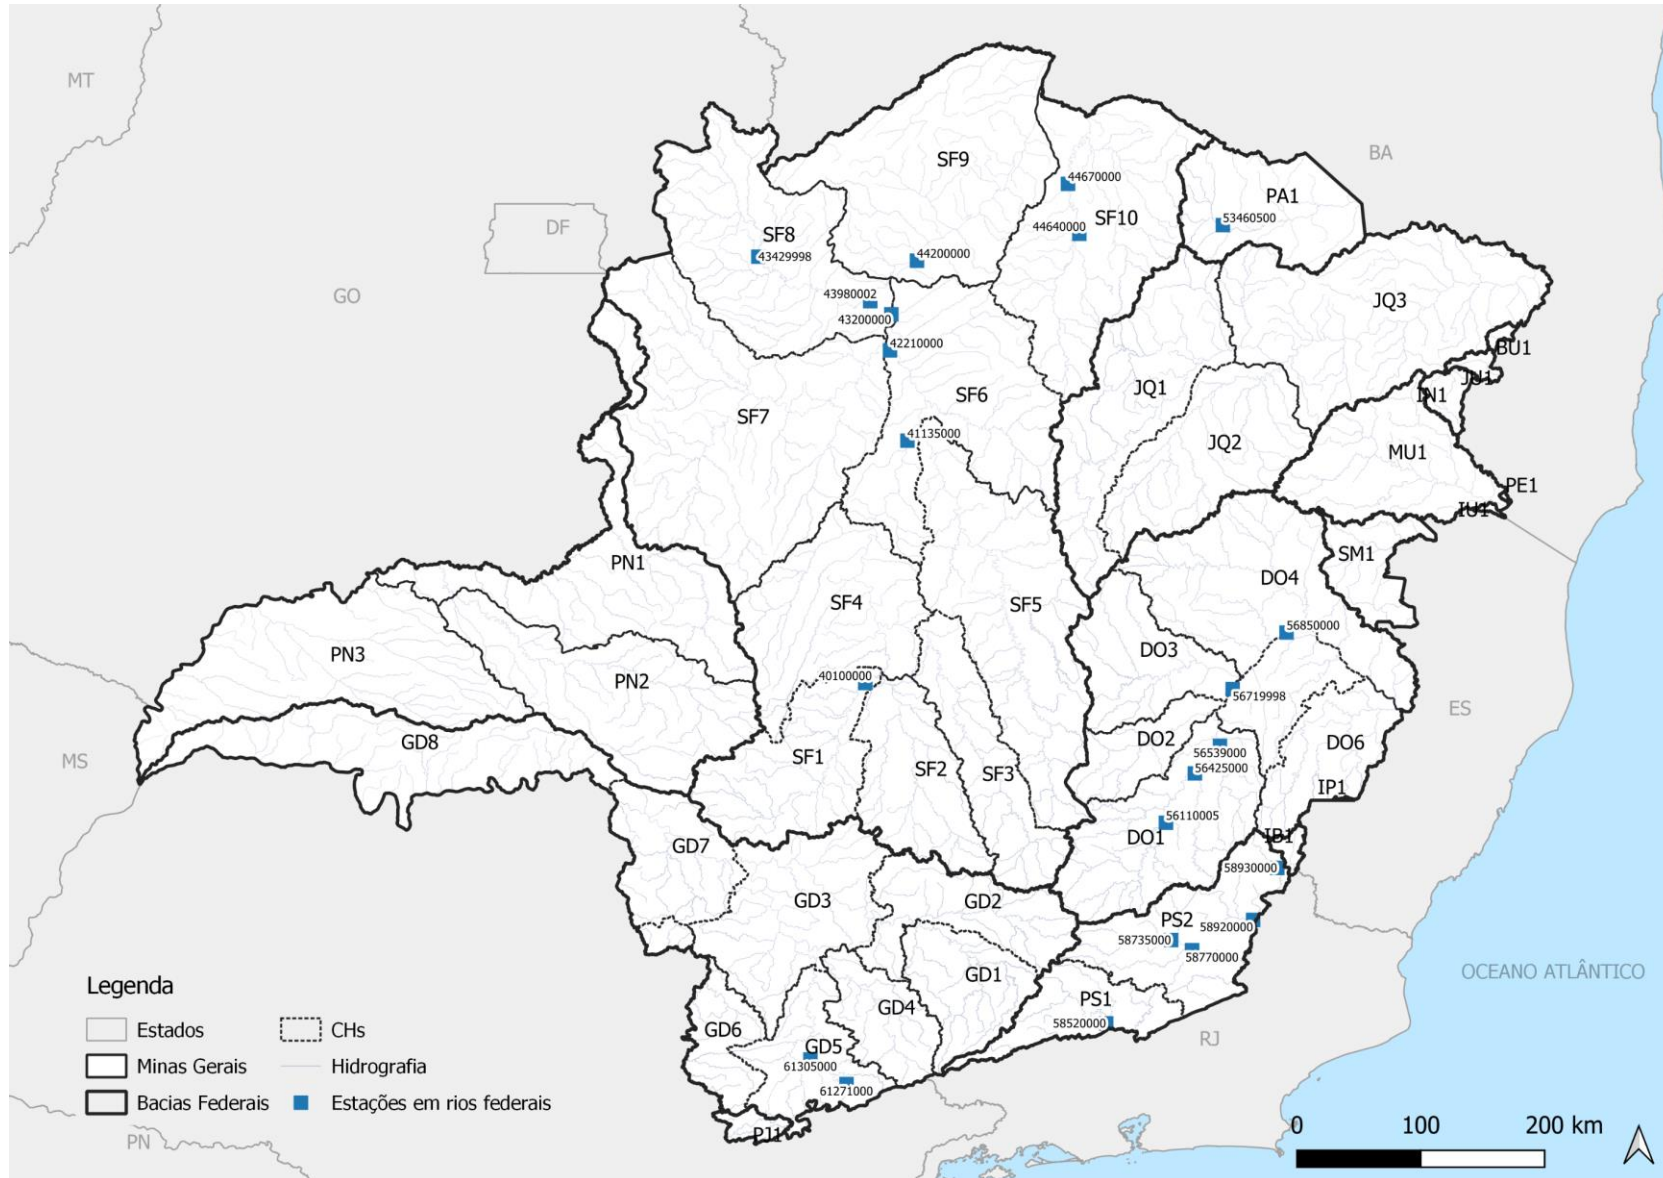 MT
BA
SF9
44670000
PA1
SF10
53460500
44640000
DF
SF8
43429998
44200000
GO
43980002
43200000
JQ3
42210000
BU1
JU1
IN1
JQ1
SF6
SF7
41135000
JQ2
MU1
PE1
IU1
SM1
PN1
DO4
SF4
SF5
56850000
PN3
DO3
PN2
40100000
56719998
ES
GD8
DO2
DO6
MS
56539000
SF1
SF2
SF3
56425000
IP1
56110005
DO1
IB1
GD7
58930000
GD3
GD2
PS2
58920000
58735000
58770000
OCEANO ATLÂNTICO
GD1
Legenda
PS1
GD4
58520000
Estados
CHs
GD6
RJ
GD5
Minas Gerais
Hidrografia
61305000
61271000
Bacias Federais
Estações em rios federais
PJ1
PN
0 100 200 km